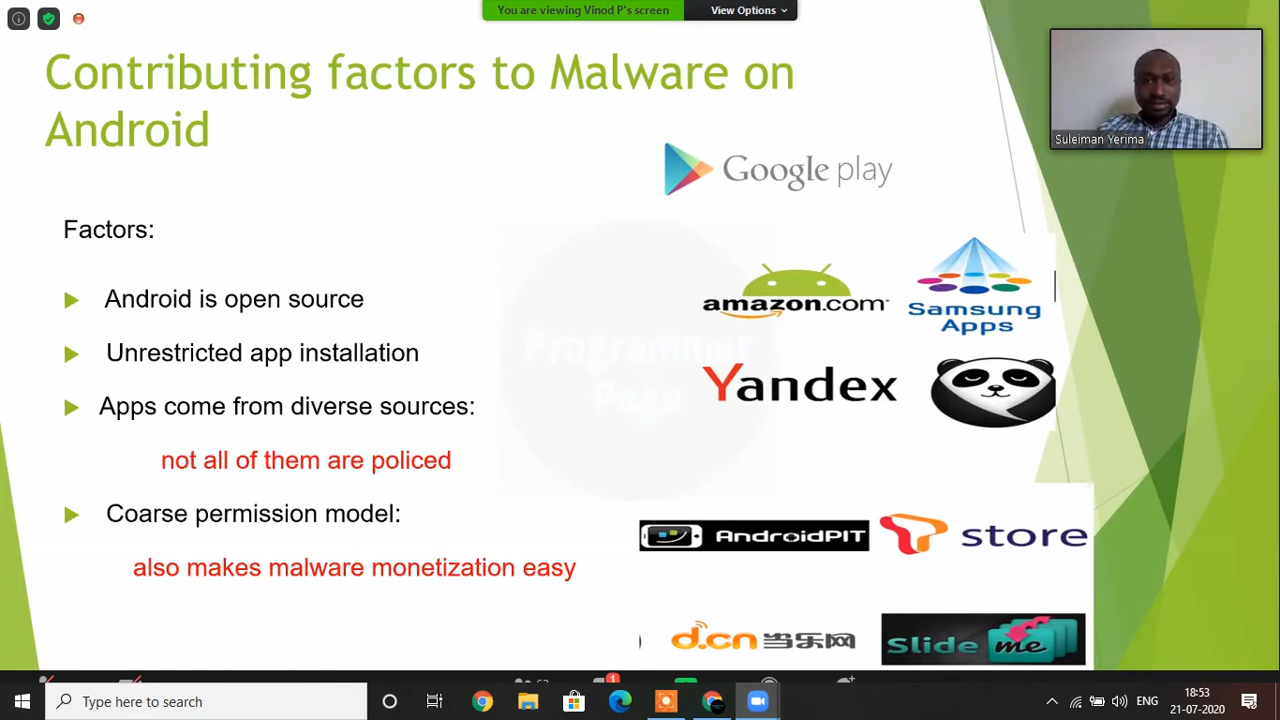 You are viewing Vinod P's screen
View Options
Contributing factors to Malware on
Android
Suleiman Yerima
Google play
Factors:
Android is open source
amazon.com
Samsung
Apps
Unrestricted app installation
Yandex
Apps come from diverse sources:
not all of them are policed
Programmer
Page
Coarse permission model:
AndroidPIT
T store
also makes malware monetization easy
d.cn 当乐网
Slide me
1
Type here to search
ENG
18:53
21-07-2020